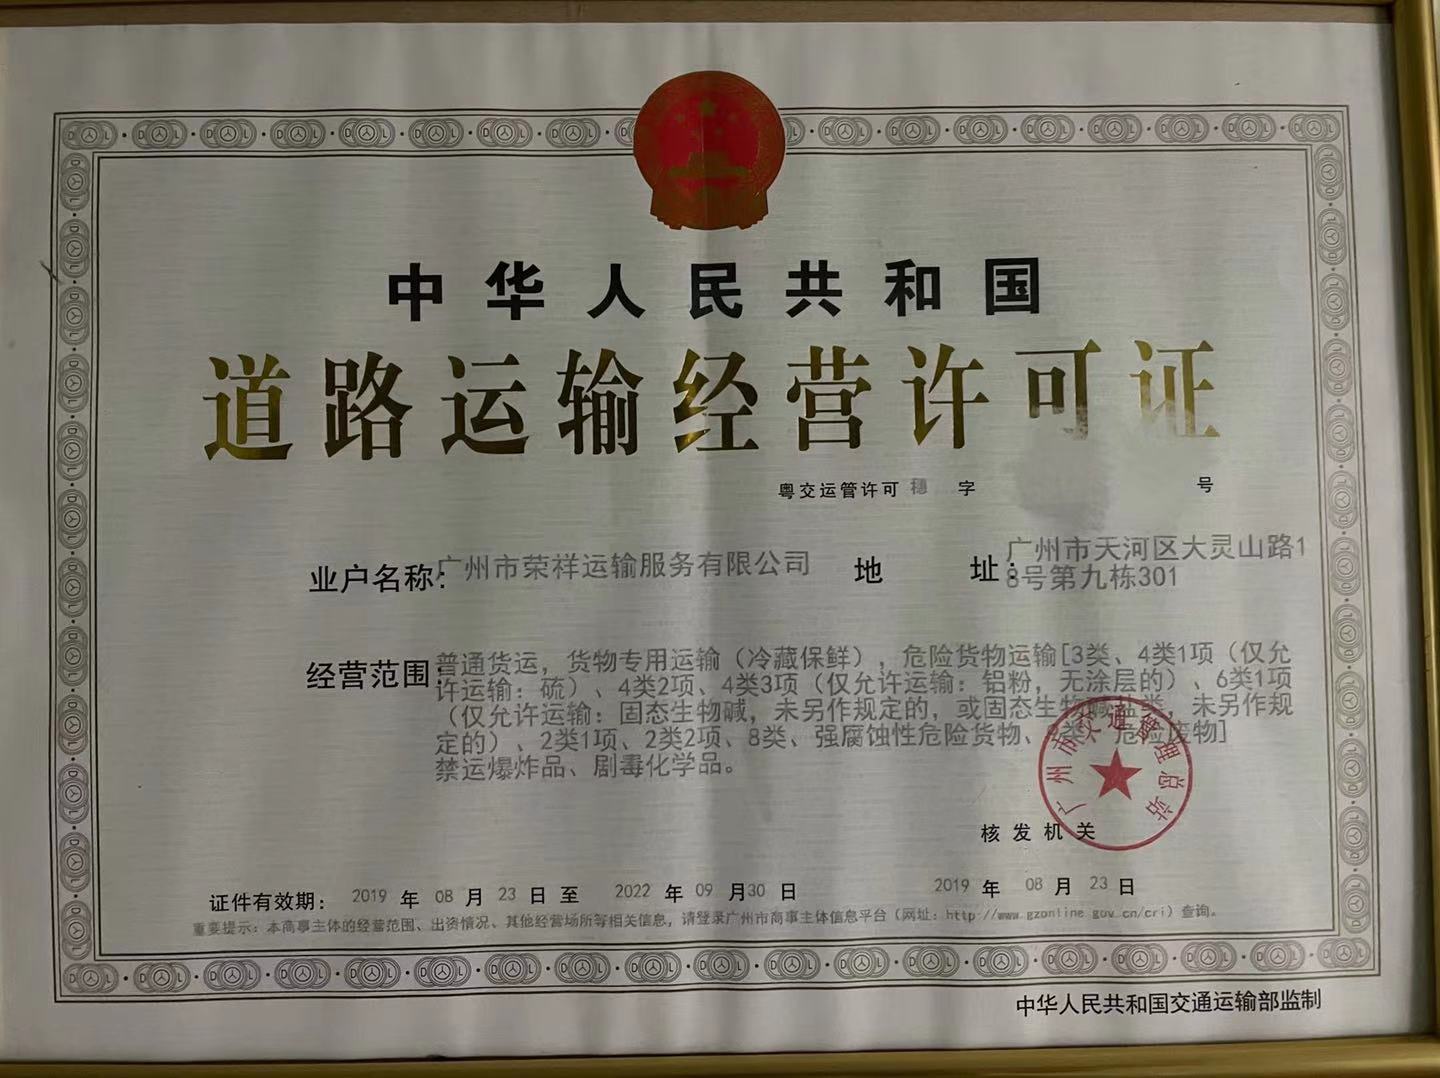 中华人民共和国
道路运输经营许可证
粤交运管许可 穗 字 号
业户名称: 广州市荣祥运输服务有限公司 地 址: 广州市天河区大灵山路1
8号第九栋301
经营范围: 普通货运，货物专用运输（冷藏保鲜），危险货物运输[3类、4类1项（仅允
许运输：硫）、4类2项、4类3项（仅允许运输：铝粉，无涂层的）、6类1项
（仅允许运输：固态生物碱，未另作规定的，或固态生物碱盐类，未另作规
定的）、2类1项、2类2项、8类、强腐蚀性危险货物、9类、危险废物]
禁运爆炸品、剧毒化学品。
广州市交通管理总站
核发机关
证件有效期: 2019 年 08 月 23 日 至 2022 年 09 月 30 日 2019 年 08 月 23 日
重要提示：本商事主体的经营范围、出资情况、其他经营场所等相关信息，请登录广州市商事主体信息平台（网址：http://www.gzonline.gov.cn/cri）查询。
中华人民共和国交通运输部监制